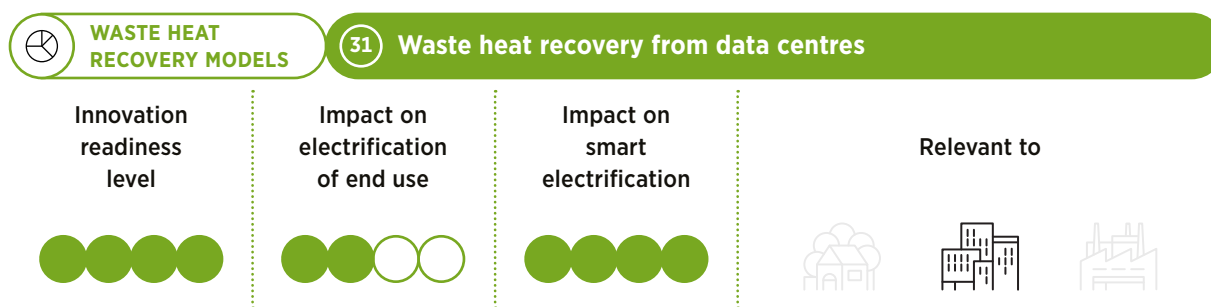 WASTE HEAT
RECOVERY MODELS
31 Waste heat recovery from data centres
Innovation
readiness
level
Impact on
electrification
of end use
Impact on
smart
electrification
Relevant to